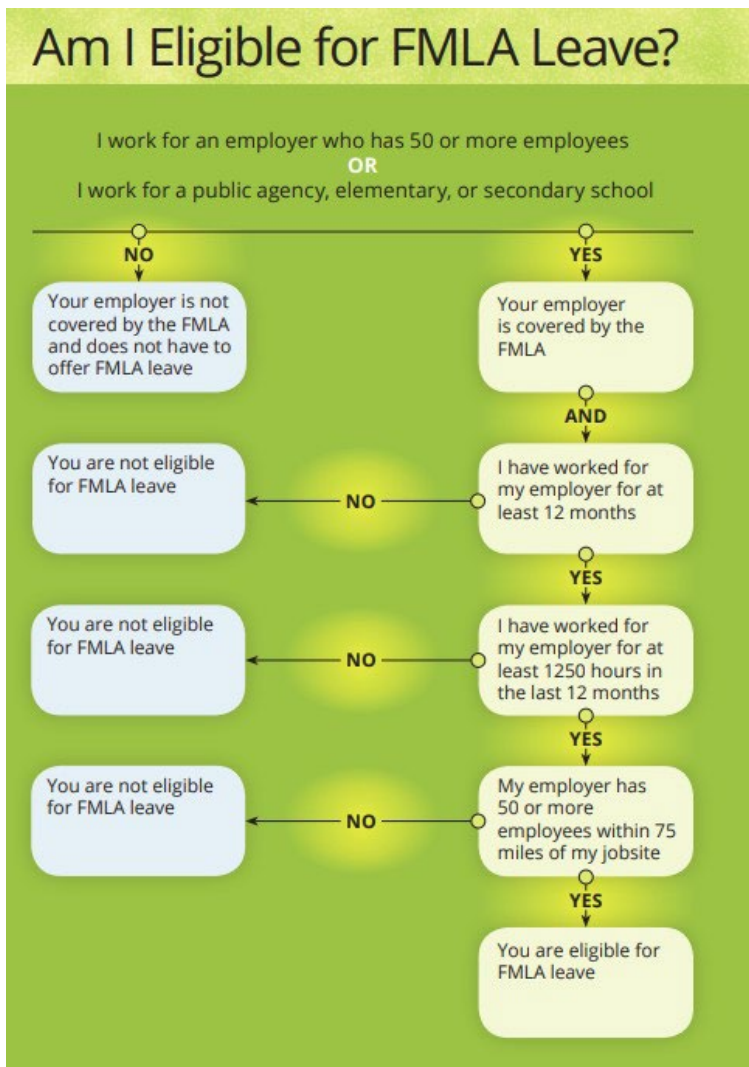 Am I Eligible for FMLA Leave?
I work for an employer who has 50 or more employees
OR
I work for a public agency, elementary, or secondary school
NO
YES
Your employer is not
covered by the FMLA
and does not have to
offer FMLA leave
Your employer
is covered by the
FMLA
AND
You are not eligible
for FMLA leave
NO
I have worked for
my employer for at
least 12 months
YES
You are not eligible
for FMLA leave
NO
I have worked for
my employer for at
least 1250 hours in
the last 12 months
YES
You are not eligible
for FMLA leave
NO
My employer has
50 or more
employees within 75
miles of my jobsite
YES
You are eligible for
FMLA leave